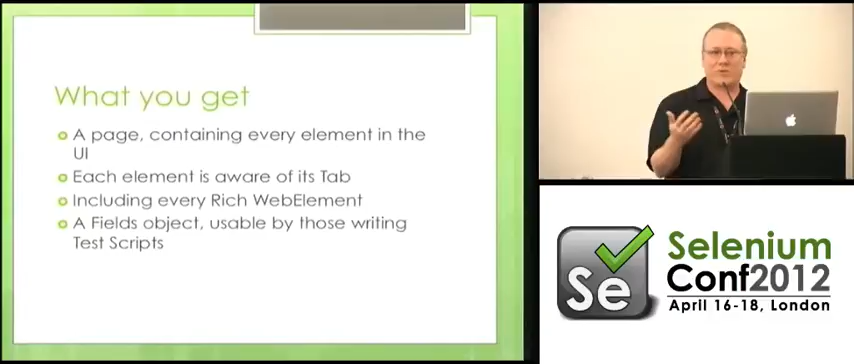 What you get
A page, containing every element in the
UI
Each element is aware of its Tab
Including every Rich WebElement
A Fields object, usable by those writing
Test Scripts
Se
Selenium
Conf2012
April 16-18, London